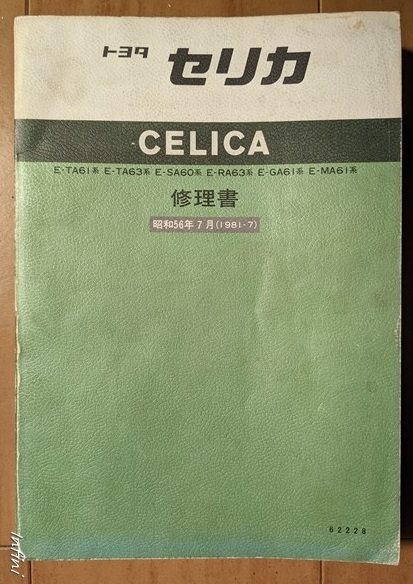 トヨタ セリカ
CELICA
E-TA61系 E-TA63系 E-SA60系 E-RA63系 E-GA61系 E-MA61系
修理書
昭和56年7月(1981-7)
62228
Infini